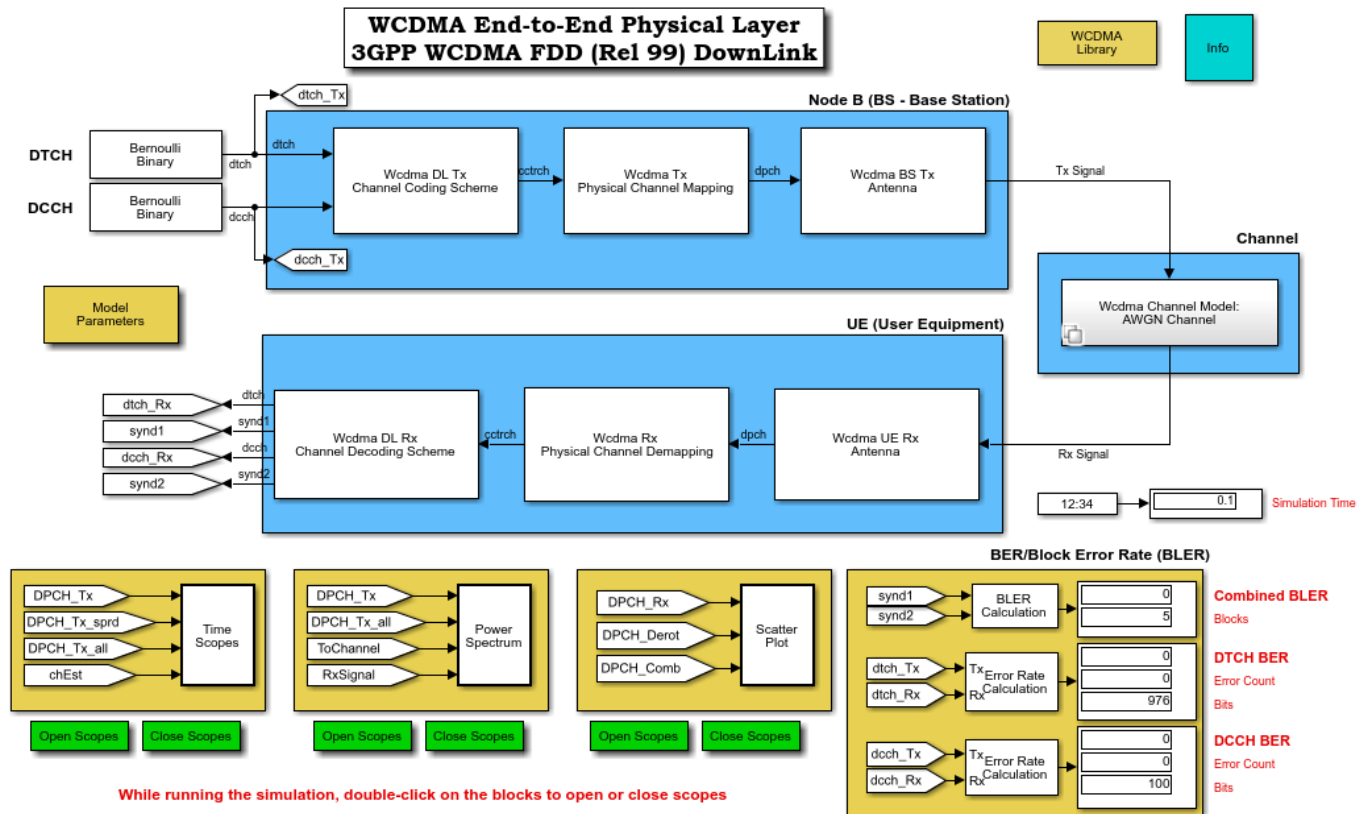 WCDMA End-to-End Physical Layer
3GPP WCDMA FDD (Rel 99) DownLink
WCDMA
Library
Info
dtch_Tx
Node B (BS - Base Station)
DTCH
Bernoulli
Binary
dtch
dtch
DCCH
Bernoulli
Binary
dcch
dcch_Tx
Wcdma DL Tx
Channel Coding Scheme
cctrch
Wcdma Tx
Physical Channel Mapping
dpch
Wcdma BS Tx
Antenna
Tx Signal
Channel
Wcdma Channel Model:
AWGN Channel
Model
Parameters
UE (User Equipment)
dtch_Rx
synd1
dcch_Rx
synd2
dtch
synd1
dcch
synd2
Wcdma DL Rx
Channel Decoding Scheme
cctrch
Wcdma Rx
Physical Channel Demapping
dpch
Wcdma UE Rx
Antenna
Rx Signal
12:34
0.1
Simulation Time
DPCH_Tx
DPCH_Tx_sprd
DPCH_Tx_all
chEst
Time
Scopes
Open Scopes
Close Scopes
DPCH_Tx
DPCH_Tx_all
ToChannel
RxSignal
Power
Spectrum
Open Scopes
Close Scopes
DPCH_Rx
DPCH_Derot
DPCH_Comb
Scatter
Plot
Open Scopes
Close Scopes
BER/Block Error Rate (BLER)
synd1
synd2
BLER
Calculation
0
5
Combined BLER
Blocks
dtch_Tx
dtch_Rx
Tx
Rx
Error Rate
Calculation
0
0
976
DTCH BER
Error Count
Bits
dcch_Tx
dcch_Rx
Tx
Rx
Error Rate
Calculation
0
0
100
DCCH BER
Error Count
Bits
While running the simulation, double-click on the blocks to open or close scopes